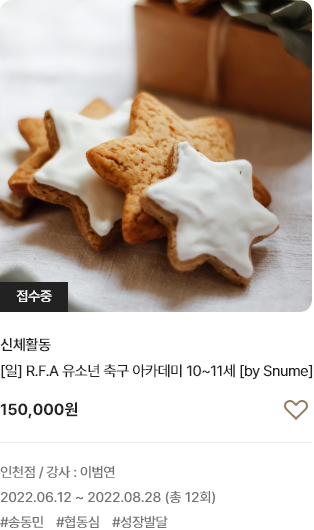 접수중
신체활동
[일] R.F.A 유소년 축구 아카데미 10~11세 [by Snume]
150,000원
인천점 / 강사 : 이범연
2022.06.12 ~ 2022.08.28 (총 12회)
#송동민 #협동심 #성장발달